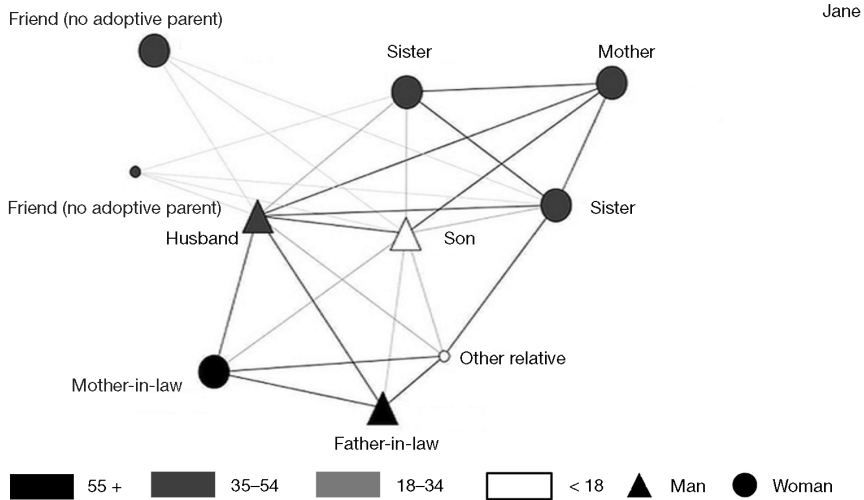 Friend (no adoptive parent)
Jane
Sister
Mother
Friend (no adoptive parent)
Sister
Husband
Son
Other relative
Mother-in-law
Father-in-law
55 +
35–54
18–34
< 18
Man
Woman